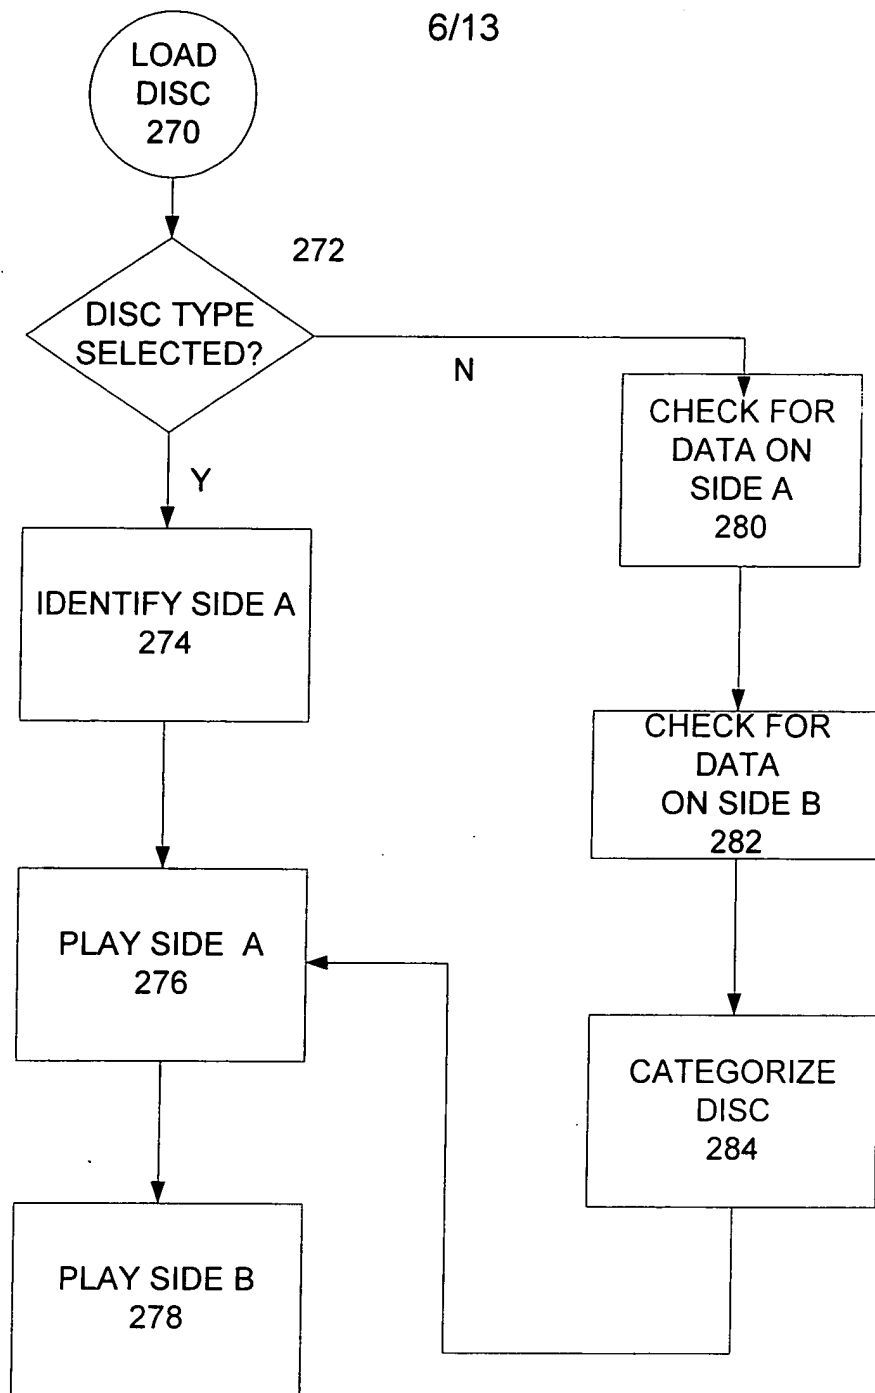 6/13
LOAD
DISC
270
272
DISC TYPE
SELECTED?
N
Y
CHECK FOR
DATA ON
SIDE A
280
IDENTIFY SIDE A
274
CHECK FOR
DATA
ON SIDE B
282
PLAY SIDE A
276
CATEGORIZE
DISC
284
PLAY SIDE B
278